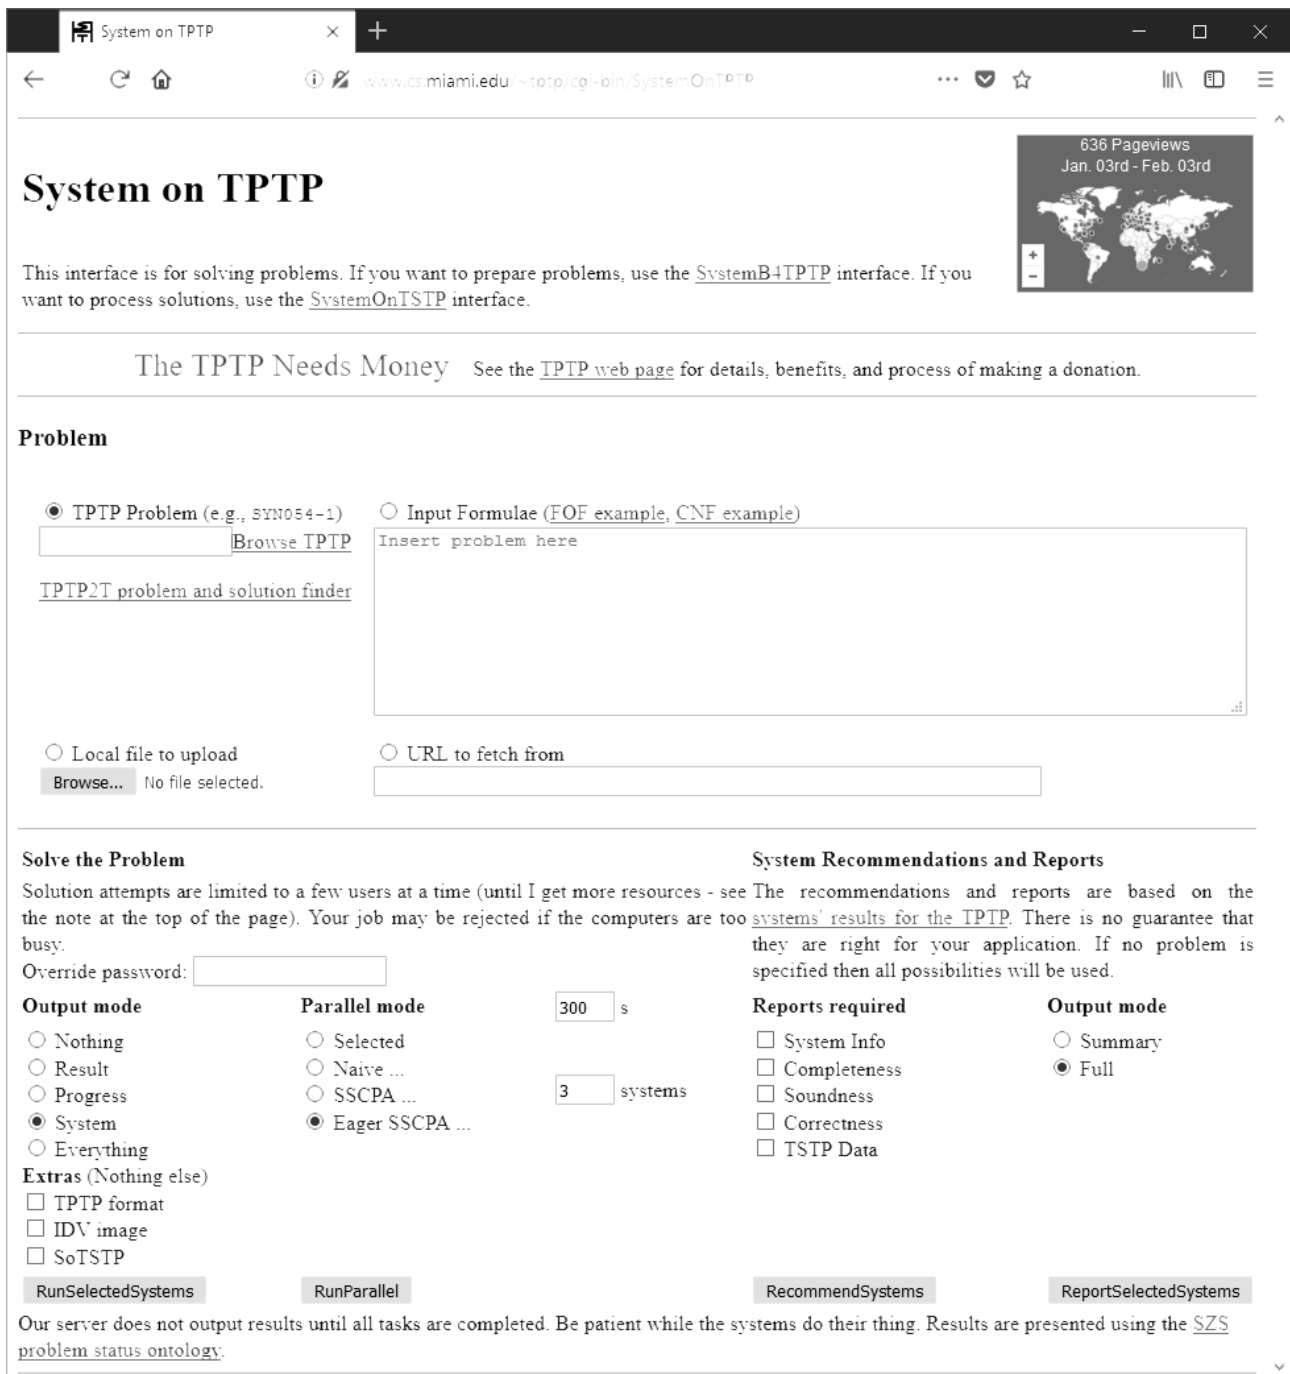 System on TPTP
www.cs.miami.edu/~tptp/cgi-bin/SystemOnTPTP
636 Pageviews
Jan. 03rd - Feb. 03rd
+
−
System on TPTP
This interface is for solving problems. If you want to prepare problems, use the SystemB4TPTP interface. If you
want to process solutions, use the SystemOnTSTP interface.
The TPTP Needs Money See the TPTP web page for details, benefits, and process of making a donation.
Problem
TPTP Problem (e.g., SYN054-1)
Browse TPTP
TPTP2T problem and solution finder
Input Formulae (FOF example, CNF example)
Insert problem here
Local file to upload
Browse... No file selected.
URL to fetch from
Solve the Problem
Solution attempts are limited to a few users at a time (until I get more resources - see
the note at the top of the page). Your job may be rejected if the computers are too
busy.
Override password:
System Recommendations and Reports
The recommendations and reports are based on the
systems' results for the TPTP. There is no guarantee that
they are right for your application. If no problem is
specified then all possibilities will be used.
Output mode
Nothing
Result
Progress
System
Everything
Extras (Nothing else)
TPTP format
IDV image
SoTSTP
Parallel mode
Selected
Naive ...
SSCPA ...
Eager SSCPA ...
300 s
3 systems
Reports required
System Info
Completeness
Soundness
Correctness
TSTP Data
Output mode
Summary
Full
RunSelectedSystems
RunParallel
RecommendSystems
ReportSelectedSystems
Our server does not output results until all tasks are completed. Be patient while the systems do their thing. Results are presented using the SZS
problem status ontology.